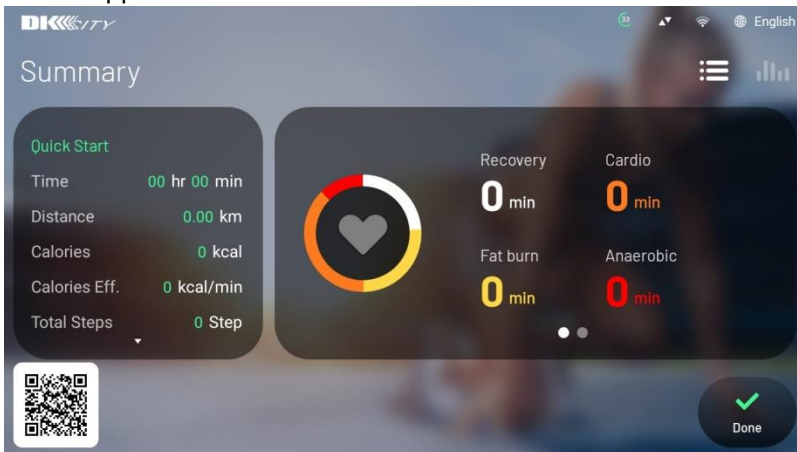 DKCITY
33
English
Summary
Quick Start
Time 00 hr 00 min
Distance 0.00 km
Calories 0 kcal
Calories Eff. 0 kcal/min
Total Steps 0 Step
Recovery
0 min
Cardio
0 min
Fat burn
0 min
Anaerobic
0 min
Done